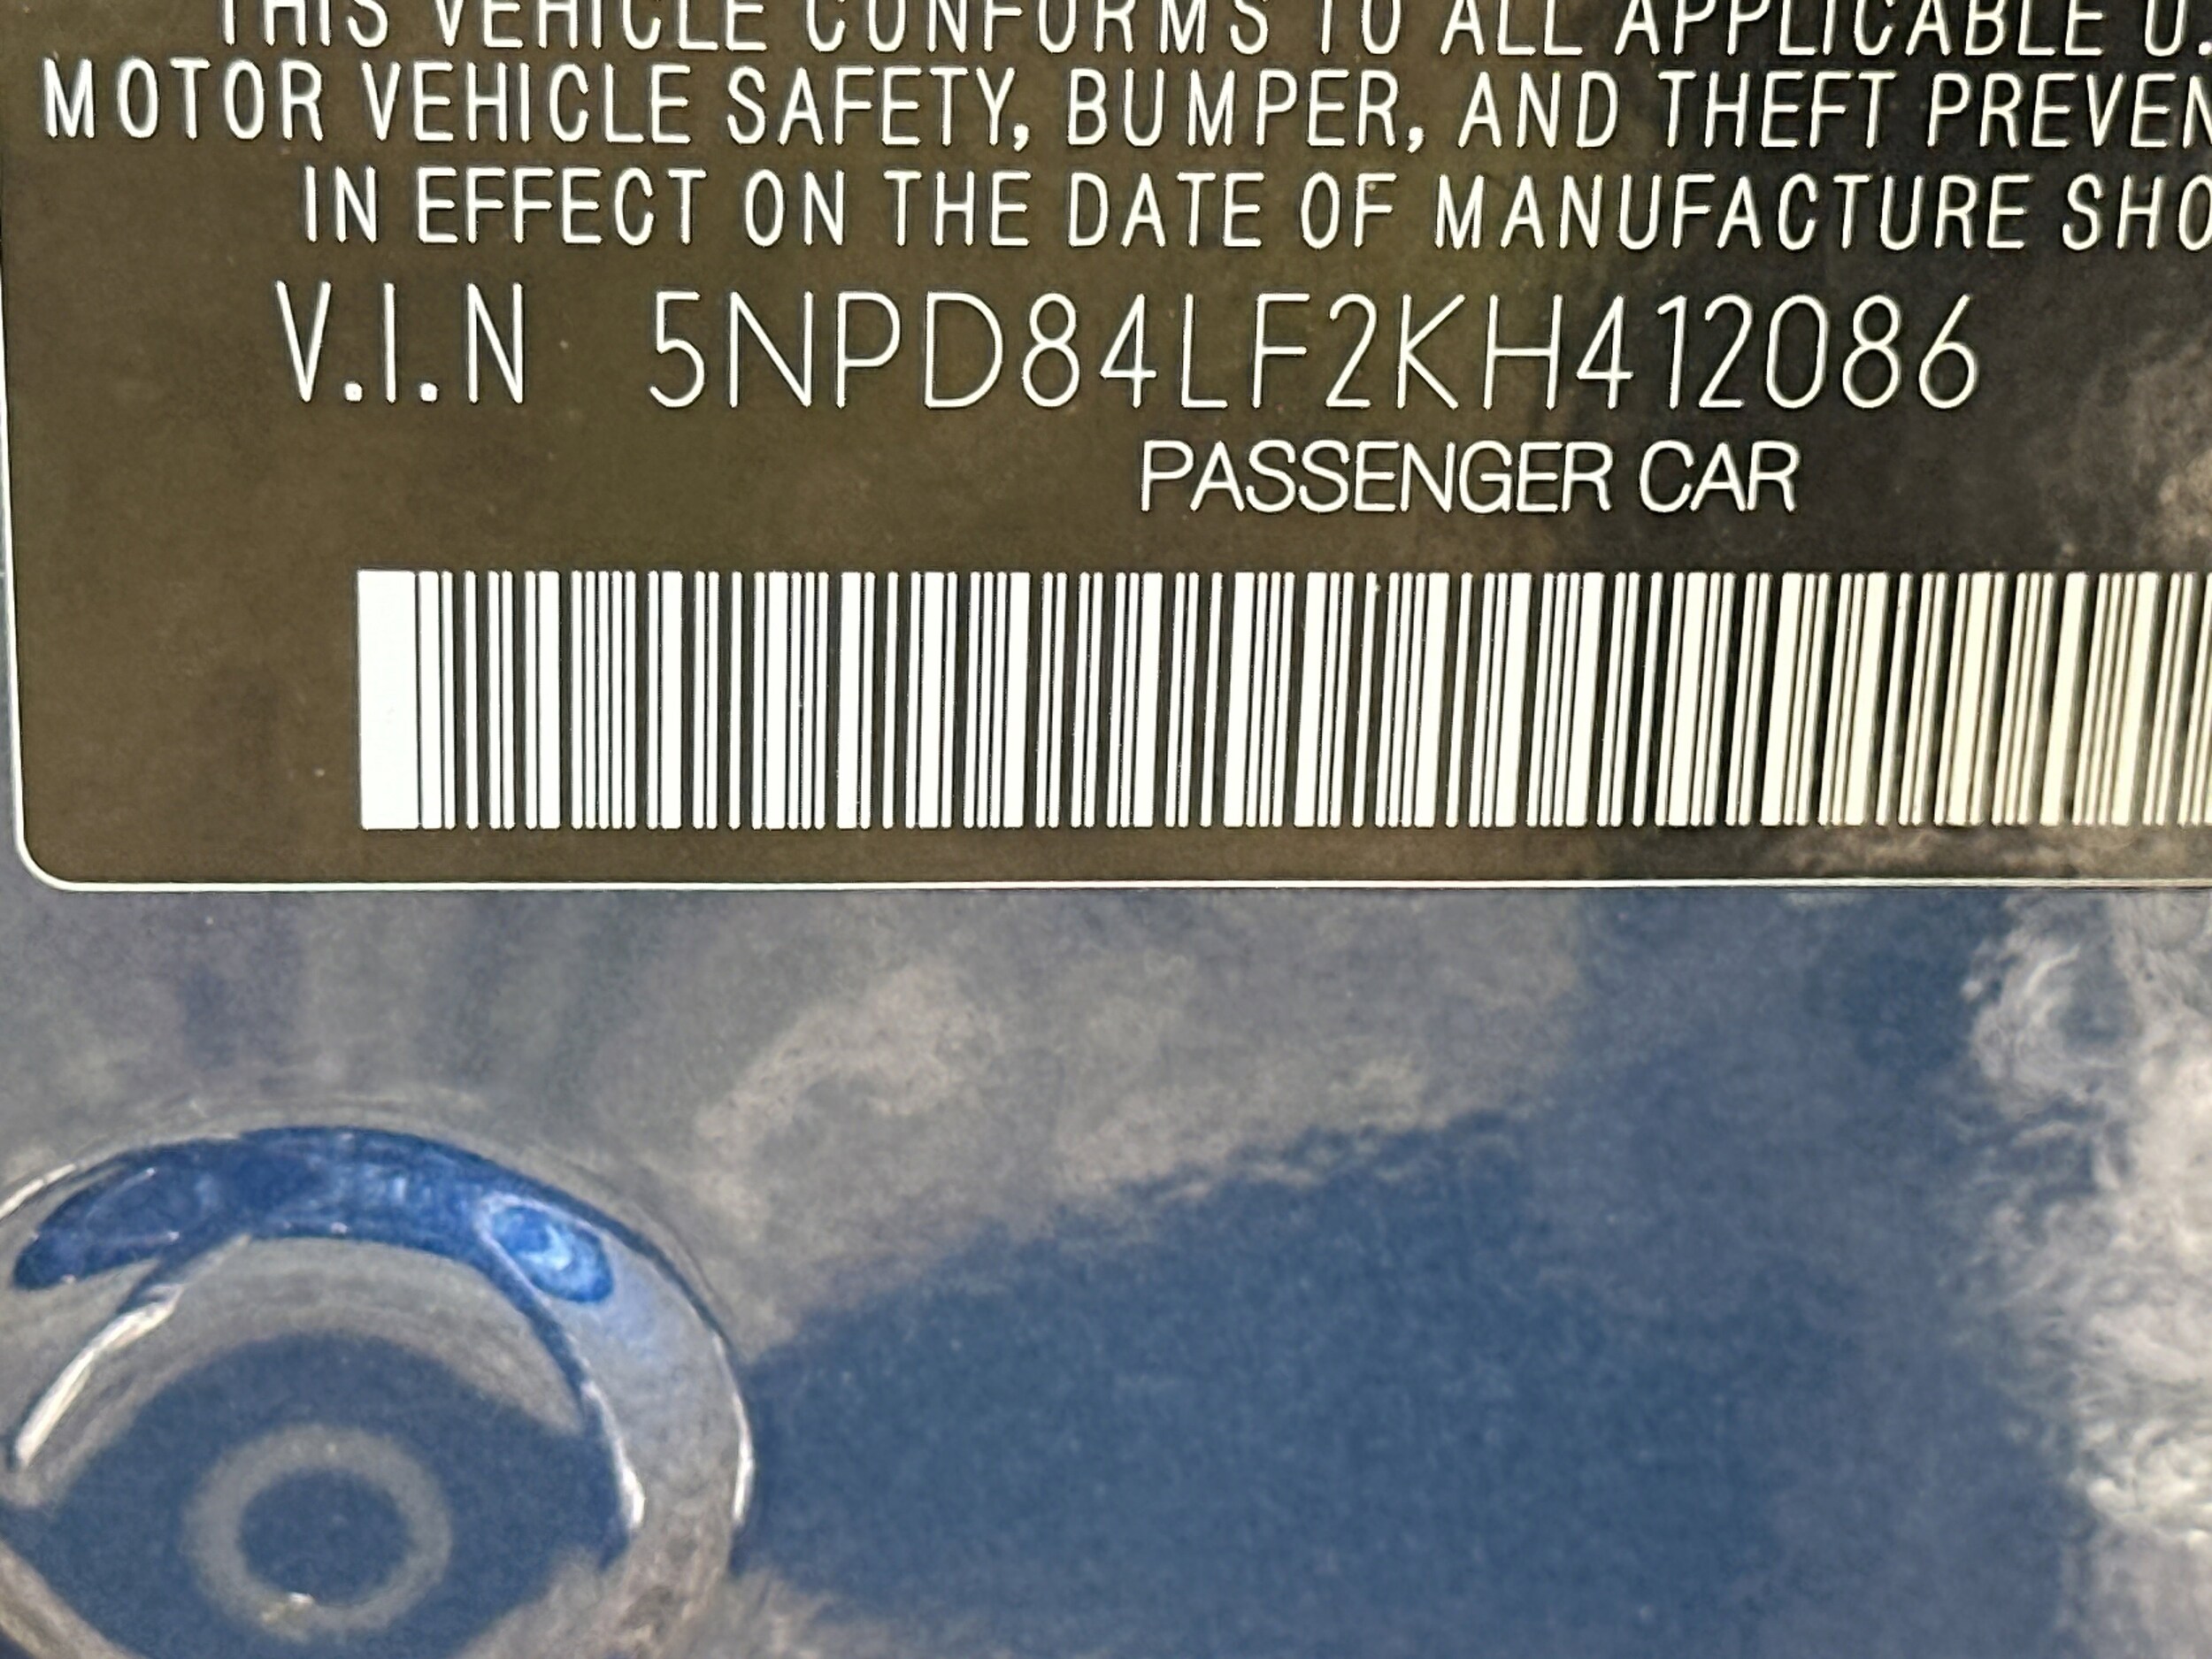 THIS VEHICLE CONFORMS TO ALL APPLICABLE U.
MOTOR VEHICLE SAFETY, BUMPER, AND THEFT PREVEN
IN EFFECT ON THE DATE OF MANUFACTURE SHO
V.I.N 5NPD84LF2KH412086
PASSENGER CAR